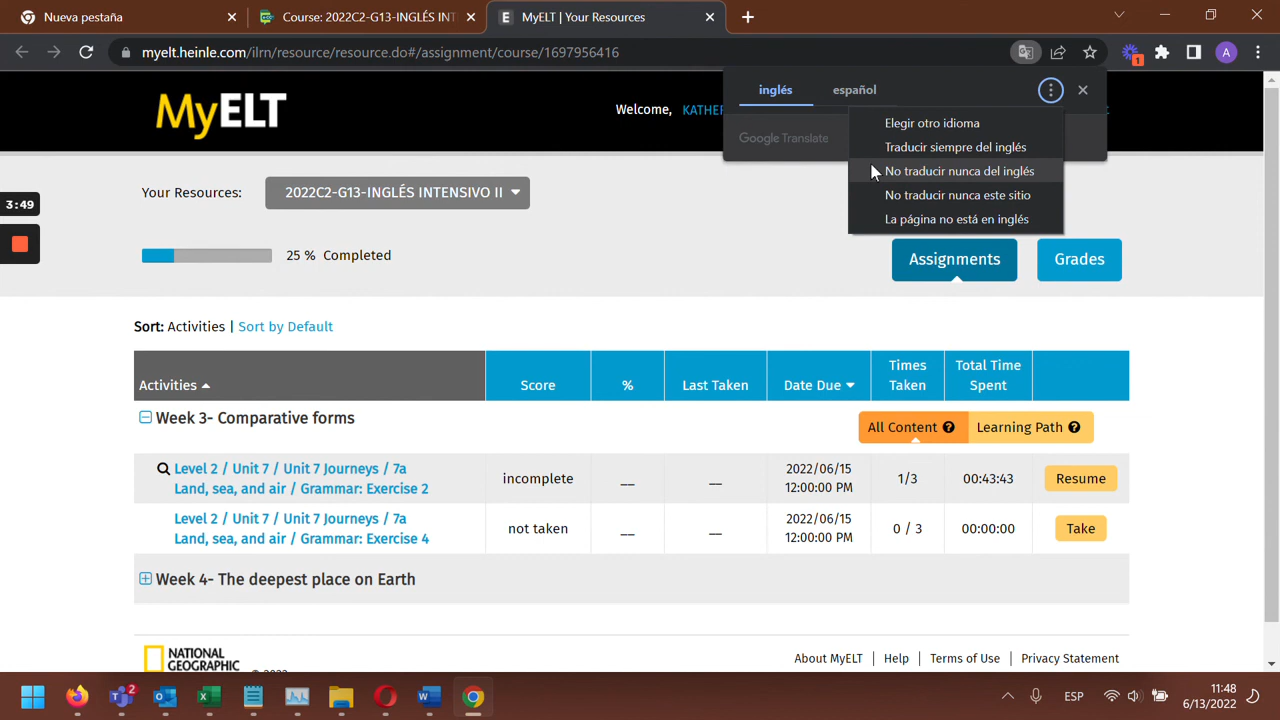 Nueva pestaña
Course: 2022C2-G13-INGLÉS INT
E MyELT | Your Resources
myelt.heinle.com/ilrn/resource/resource.do#/assignment/course/1697956416
1
A
MyELT
Welcome, KATHER
inglés español
Google Translate
Elegir otro idioma
Traducir siempre del inglés
No traducir nunca del inglés
No traducir nunca este sitio
La página no está en inglés
3:49
Your Resources: 2022C2-G13-INGLÉS INTENSIVO II
25 % Completed
Assignments Grades
Sort: Activities | Sort by Default
Activities Score % Last Taken Date Due Times Taken Total Time Spent
Week 3- Comparative forms
All Content ? Learning Path ?
Level 2 / Unit 7 / Unit 7 Journeys / 7a
Land, sea, and air / Grammar: Exercise 2
incomplete __ __ 2022/06/15 12:00:00 PM 1/3 00:43:43 Resume
Level 2 / Unit 7 / Unit 7 Journeys / 7a
Land, sea, and air / Grammar: Exercise 4
not taken __ __ 2022/06/15 12:00:00 PM 0 / 3 00:00:00 Take
Week 4- The deepest place on Earth
NATIONAL
GEOGRAPHIC
About MyELT | Help | Terms of Use | Privacy Statement
2
ESP
11:48
6/13/2022